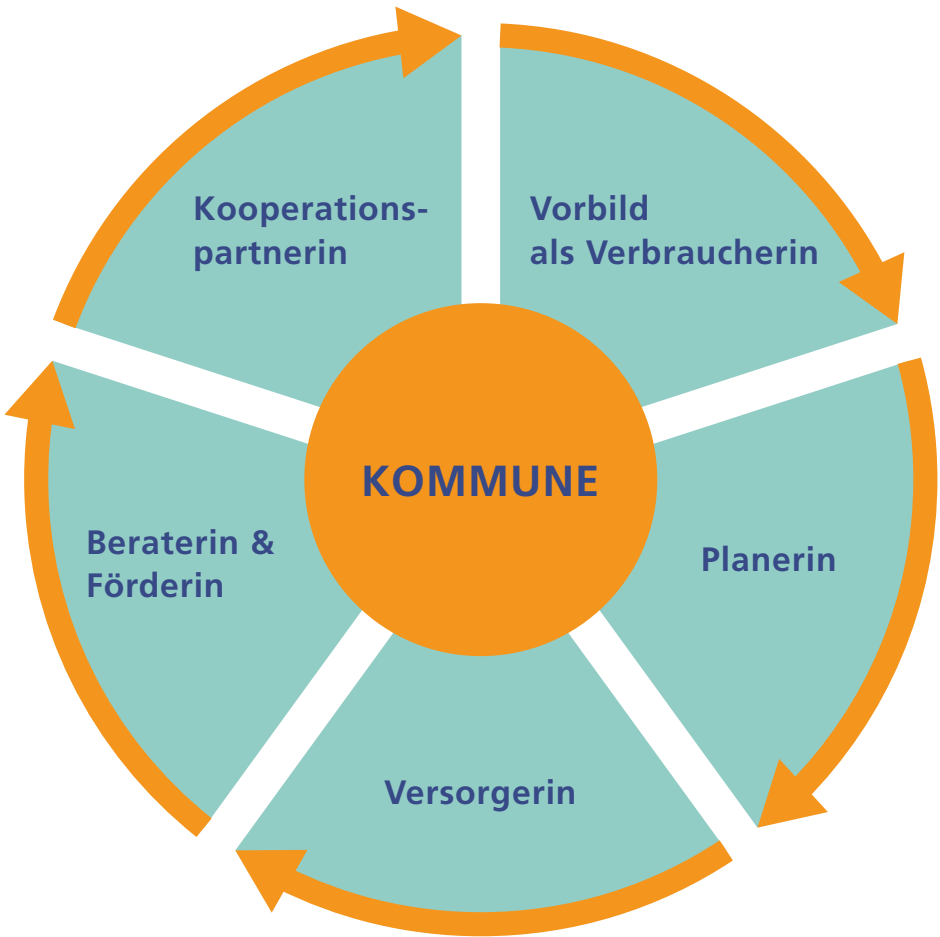 Kooperations-
partnerin
Vorbild
als Verbraucherin
KOMMUNE
Beraterin &
Förderin
Planerin
Versorgerin